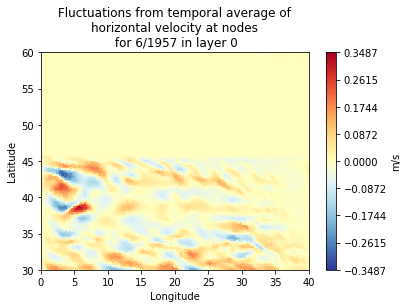 Fluctuations from temporal average of
horizontal velocity at nodes
for 6/1957 in layer 0
60
55
50
45
40
35
30
Latitude
0 5 10 15 20 25 30 35 40
Longitude
0.3487
0.2615
0.1744
0.0872
0.0000
−0.0872
−0.1744
−0.2615
−0.3487
m/s